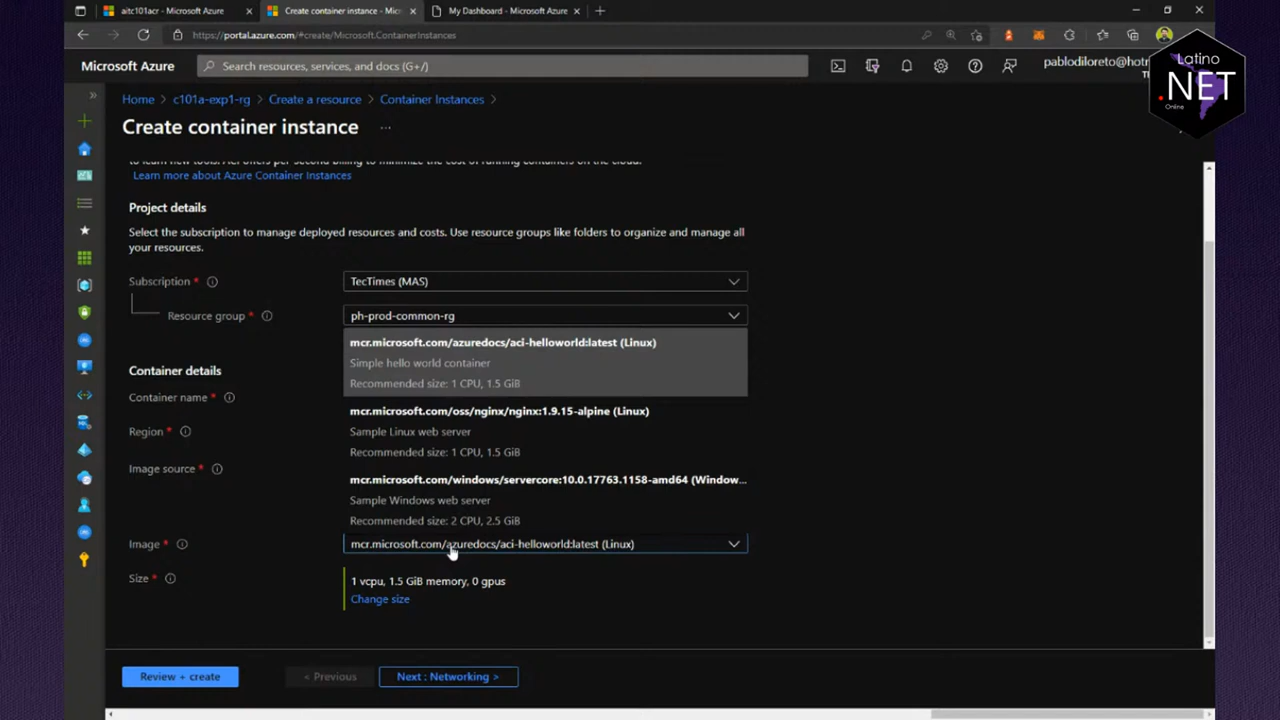 aitc101acr - Microsoft Azure
Create container instance - Micr
My Dashboard - Microsoft Azure
https://portal.azure.com/#create/Microsoft.ContainerInstances
Microsoft Azure
Search resources, services, and docs (G+/)
pablodiloreto@hotm
Latino
.NET
Online
Home > c101a-exp1-rg > Create a resource > Container Instances >
Create container instance
...
Learn more about Azure Container Instances
Project details
Select the subscription to manage deployed resources and costs. Use resource groups like folders to organize and manage all
your resources.
Subscription *
TecTimes (MAS)
Resource group *
ph-prod-common-rg
mcr.microsoft.com/azuredocs/aci-helloworld:latest (Linux)
Simple hello world container
Recommended size: 1 CPU, 1.5 GiB
Container details
Container name *
mcr.microsoft.com/oss/nginx/nginx:1.9.15-alpine (Linux)
Region *
Sample Linux web server
Recommended size: 1 CPU, 1.5 GiB
Image source *
mcr.microsoft.com/windows/servercore:10.0.17763.1158-amd64 (Window...
Sample Windows web server
Recommended size: 2 CPU, 2.5 GiB
Image *
mcr.microsoft.com/azuredocs/aci-helloworld:latest (Linux)
Size *
1 vcpu, 1.5 GiB memory, 0 gpus
Change size
Review + create
< Previous
Next : Networking >